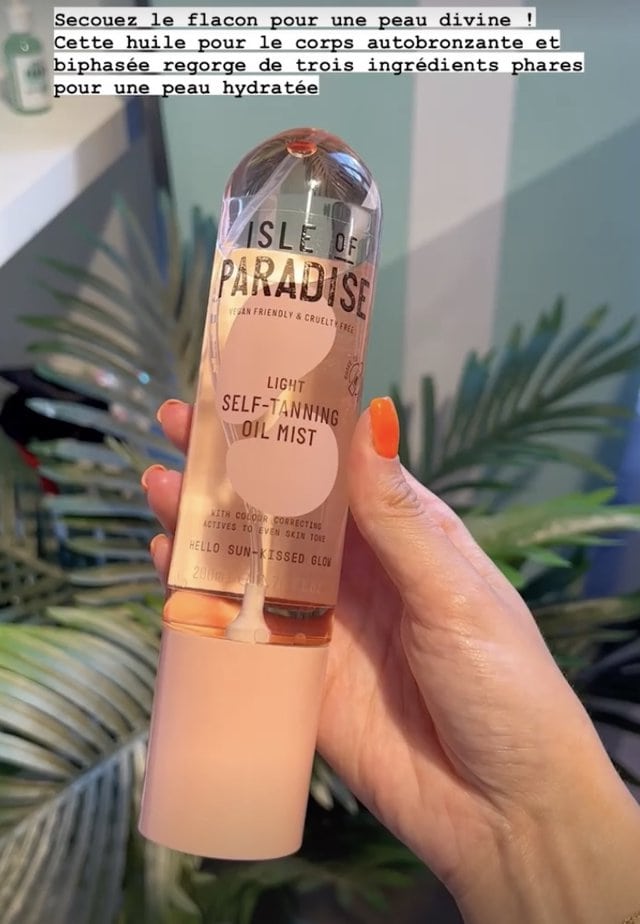 Secouez le flacon pour une peau divine !
Cette huile pour le corps autobronzante et
biphasée regorge de trois ingrédients phares
pour une peau hydratée
ISLE OF
PARADISE
VEGAN FRIENDLY & CRUELTY FREE
LIGHT
SELF-TANNING
OIL MIST
WITH COLOUR CORRECTING
ACTIVES TO EVEN SKIN TONE
HELLO SUN-KISSED GLOW